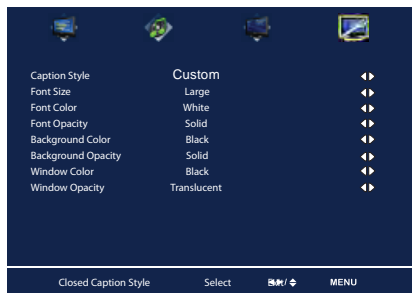 Caption Style Custom
Font Size Large
Font Color White
Font Opacity Solid
Background Color Black
Background Opacity Solid
Window Color Black
Window Opacity Translucent
Closed Caption Style Select MENU